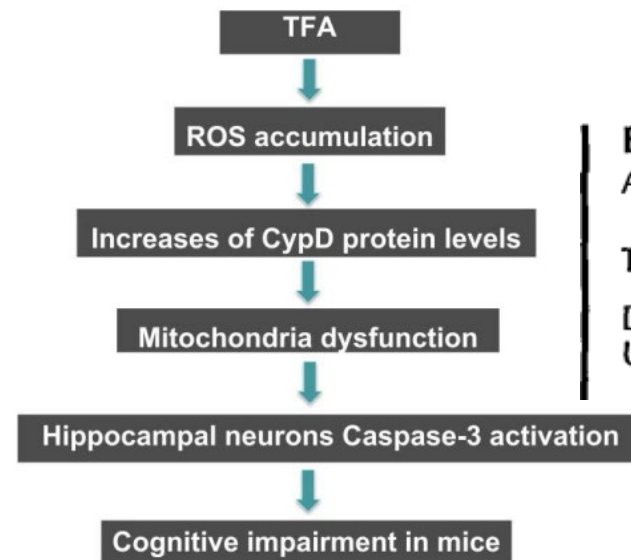 TFA
ROS accumulation
Increases of CypD protein levels
Mitochondria dysfunction
Hippocampal neurons Caspase-3 activation
Cognitive impairment in mice